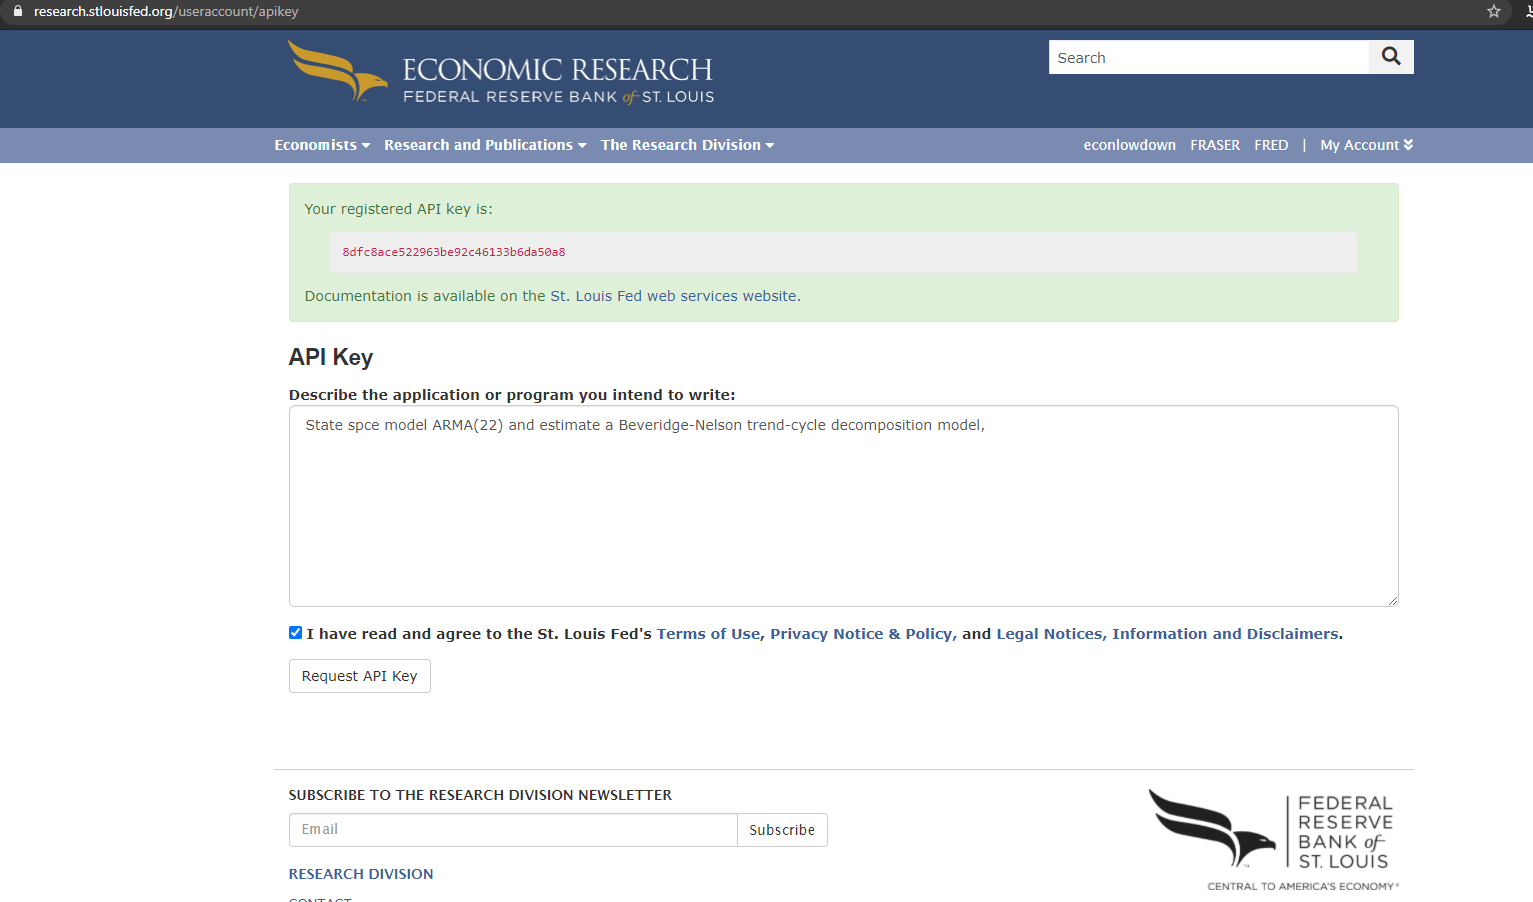 research.stlouisfed.org/useraccount/apikey
ECONOMIC RESEARCH
FEDERAL RESERVE BANK of ST. LOUIS
Search
Economists Research and Publications The Research Division econlowdown FRASER FRED | My Account
Your registered API key is:
8dfc8ace522963be92c46133b6da50a8
Documentation is available on the St. Louis Fed web services website.
API Key
Describe the application or program you intend to write:
State spce model ARMA(22) and estimate a Beveridge-Nelson trend-cycle decomposition model,
I have read and agree to the St. Louis Fed's Terms of Use, Privacy Notice & Policy, and Legal Notices, Information and Disclaimers.
Request API Key
SUBSCRIBE TO THE RESEARCH DIVISION NEWSLETTER
Email Subscribe
RESEARCH DIVISION
CONTACT
FEDERAL
RESERVE
BANK of
ST. LOUIS
CENTRAL TO AMERICA'S ECONOMY®